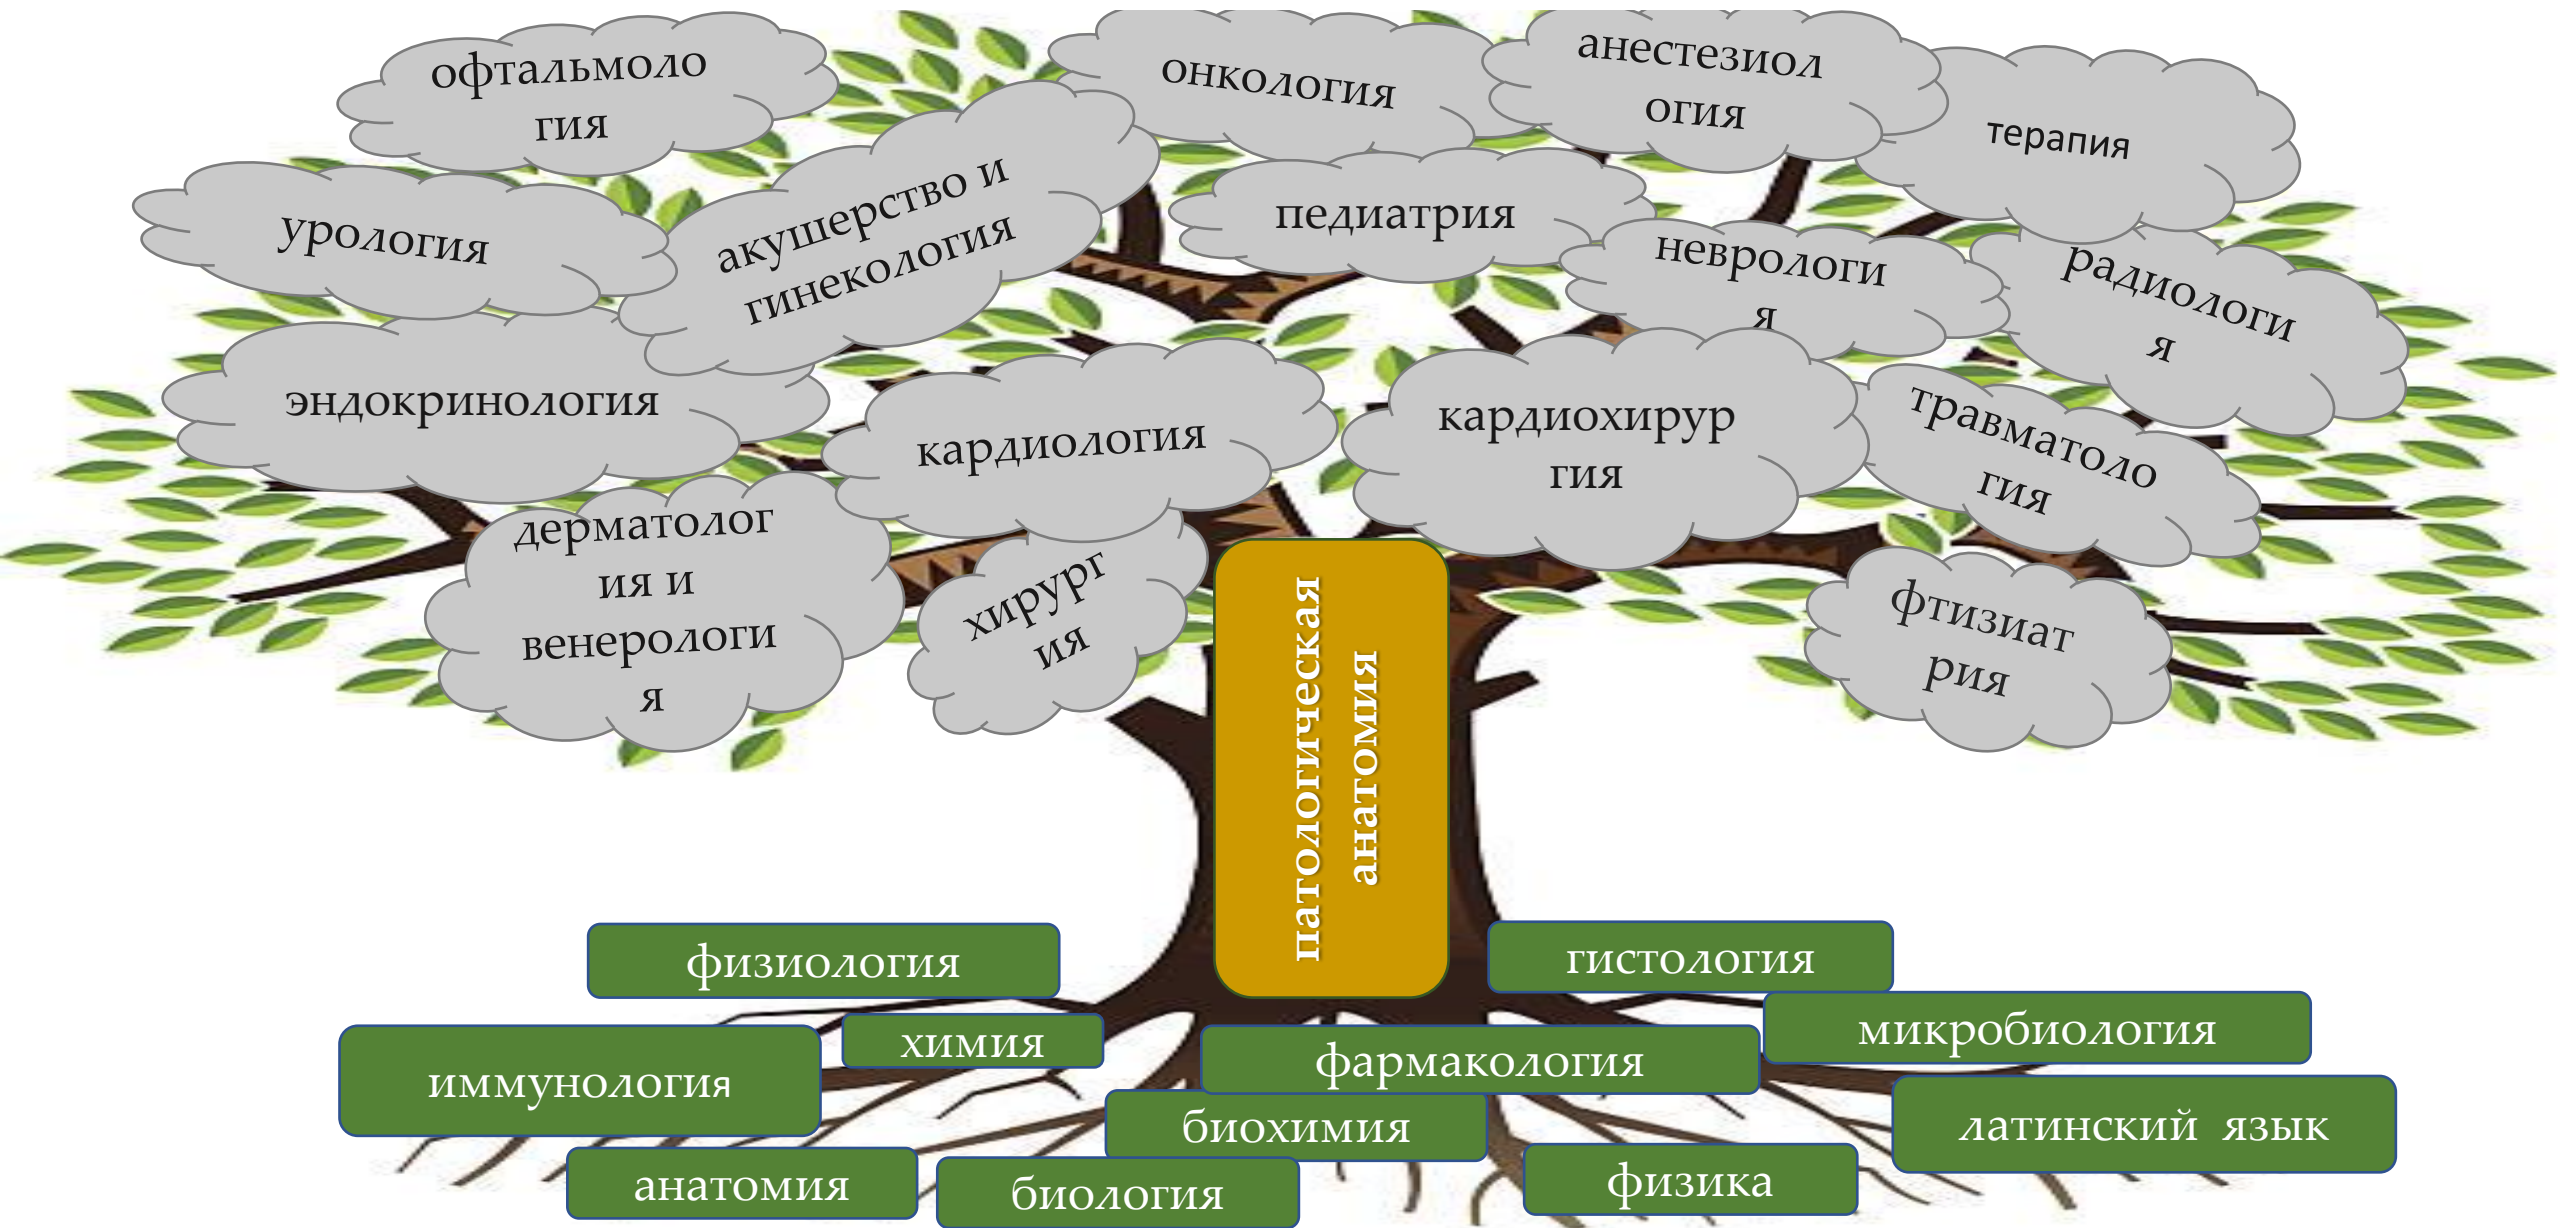 офтальмоло
гия
онкология
анестезиол
огия
терапия
урология
акушерство и
гинекология
педиатрия
неврологи
я
радиологи
я
эндокринология
кардиология
кардиохирур
гия
травматоло
гия
дерматолог
ия и
венерологи
я
хирург
ия
фтизиат
рия
патологическая
анатомия
физиология
гистология
иммунология
химия
фармакология
микробиология
биохимия
латинский язык
анатомия
биология
физика